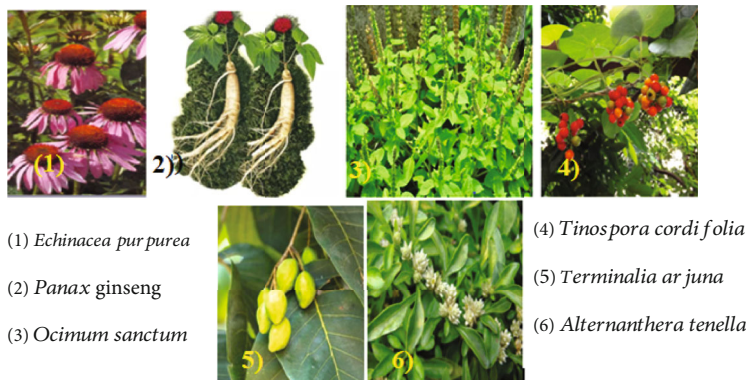 (1)
2))
3)
4)
(1) Echinacea purpurea
(2) Panax ginseng
(3) Ocimum sanctum
5)
6)
(4) Tinospora cordifolia
(5) Terminalia arjuna
(6) Alternanthera tenella